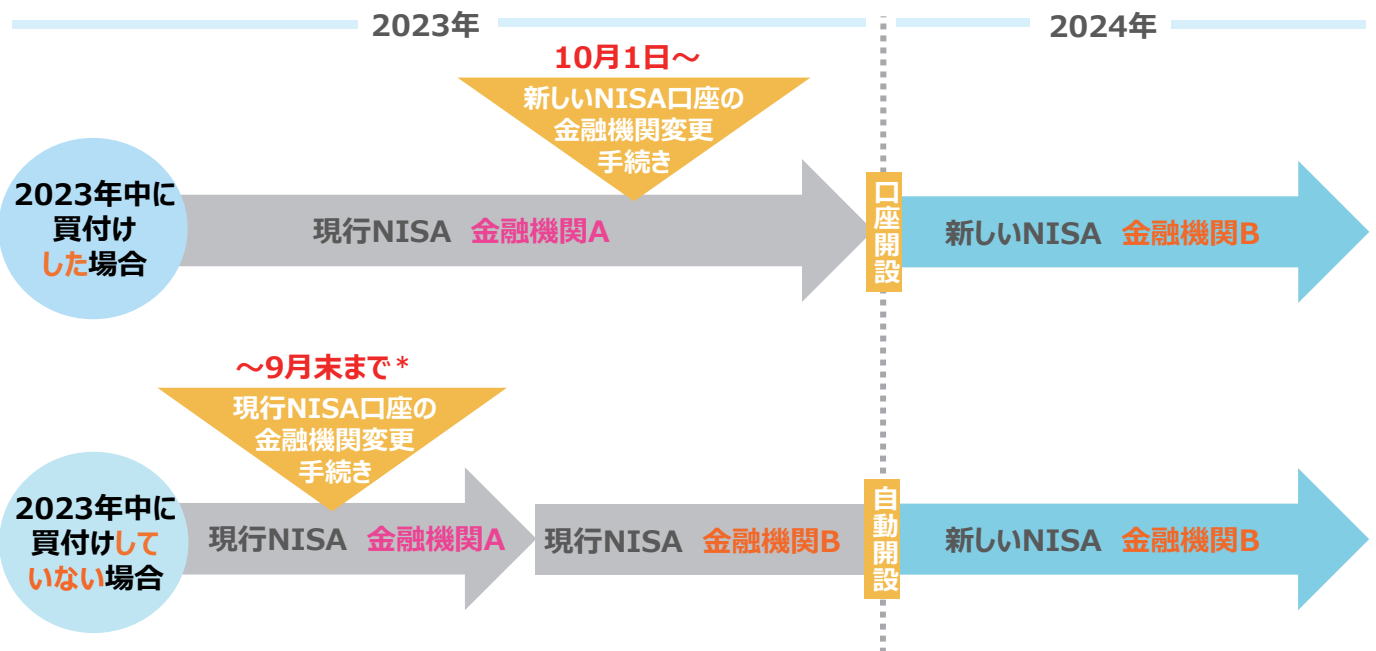 2023年
2024年
10月1日～
新しいNISA口座の
金融機関変更
手続き
2023年中に
買付け
した場合
現行NISA 金融機関A
口座開設
新しいNISA 金融機関B
～9月末まで*
現行NISA口座の
金融機関変更
手続き
2023年中に
買付けして
いない場合
現行NISA 金融機関A
現行NISA 金融機関B
自動開設
新しいNISA 金融機関B